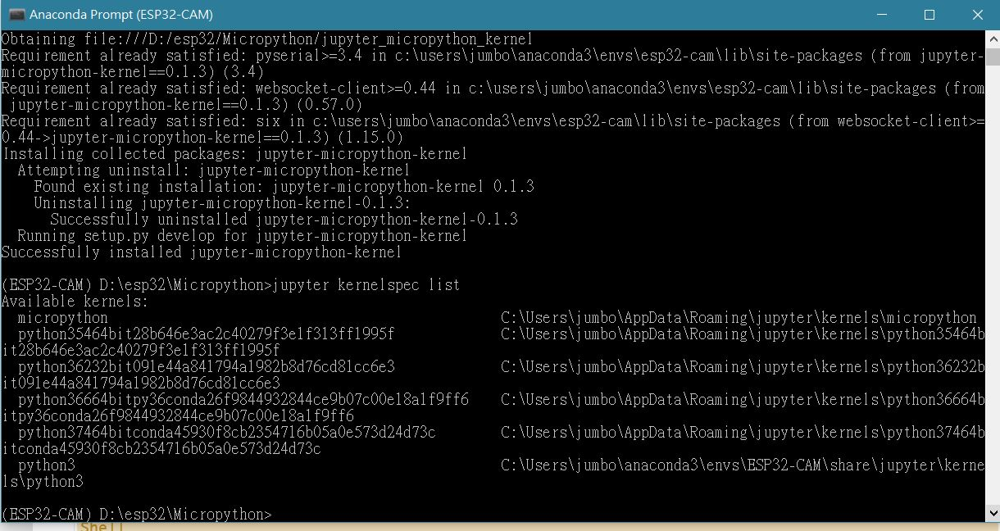 Anaconda Prompt (ESP32-CAM)
Obtaining file:///D:/esp32/Micropython/jupyter_micropython_kernel
Requirement already satisfied: pyserial>=3.4 in c:\users\jumbo\anaconda3\envs\esp32-cam\lib\site-packages (from jupyter-
micropython-kernel==0.1.3) (3.4)
Requirement already satisfied: websocket-client>=0.44 in c:\users\jumbo\anaconda3\envs\esp32-cam\lib\site-packages (from
 jupyter-micropython-kernel==0.1.3) (0.57.0)
Requirement already satisfied: six in c:\users\jumbo\anaconda3\envs\esp32-cam\lib\site-packages (from websocket-client>=
0.44->jupyter-micropython-kernel==0.1.3) (1.15.0)
Installing collected packages: jupyter-micropython-kernel
  Attempting uninstall: jupyter-micropython-kernel
    Found existing installation: jupyter-micropython-kernel 0.1.3
    Uninstalling jupyter-micropython-kernel-0.1.3:
      Successfully uninstalled jupyter-micropython-kernel-0.1.3
  Running setup.py develop for jupyter-micropython-kernel
Successfully installed jupyter-micropython-kernel
(ESP32-CAM) D:\esp32\Micropython>jupyter kernelspec list
Available kernels:
  micropython C:\Users\jumbo\AppData\Roaming\jupyter\kernels\micropython
  python35464bit28b646e3ac2c40279f3e1f313ff1995f C:\Users\jumbo\AppData\Roaming\jupyter\kernels\python35464b
it28b646e3ac2c40279f3e1f313ff1995f
  python36232bit091e44a841794a1982b8d76cd81cc6e3 C:\Users\jumbo\AppData\Roaming\jupyter\kernels\python36232b
it091e44a841794a1982b8d76cd81cc6e3
  python36664bitpy36conda26f9844932844ce9b07c00e18a1f9ff6 C:\Users\jumbo\AppData\Roaming\jupyter\kernels\python36664b
itpy36conda26f9844932844ce9b07c00e18a1f9ff6
  python37464bitconda45930f8cb2354716b05a0e573d24d73c C:\Users\jumbo\AppData\Roaming\jupyter\kernels\python37464b
itconda45930f8cb2354716b05a0e573d24d73c
  python3 C:\Users\jumbo\anaconda3\envs\ESP32-CAM\share\jupyter\kerne
ls\python3
(ESP32-CAM) D:\esp32\Micropython>
Shell